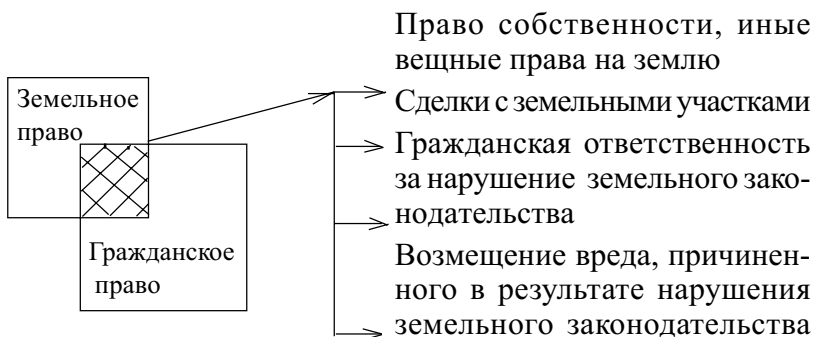 Земельное
право
Гражданское
право
Право собственности, иные
вещные права на землю
Сделки с земельными участками
Гражданская ответственность
за нарушение земельного зако-
нодательства
Возмещение вреда, причинен-
ного в результате нарушения
земельного законодательства